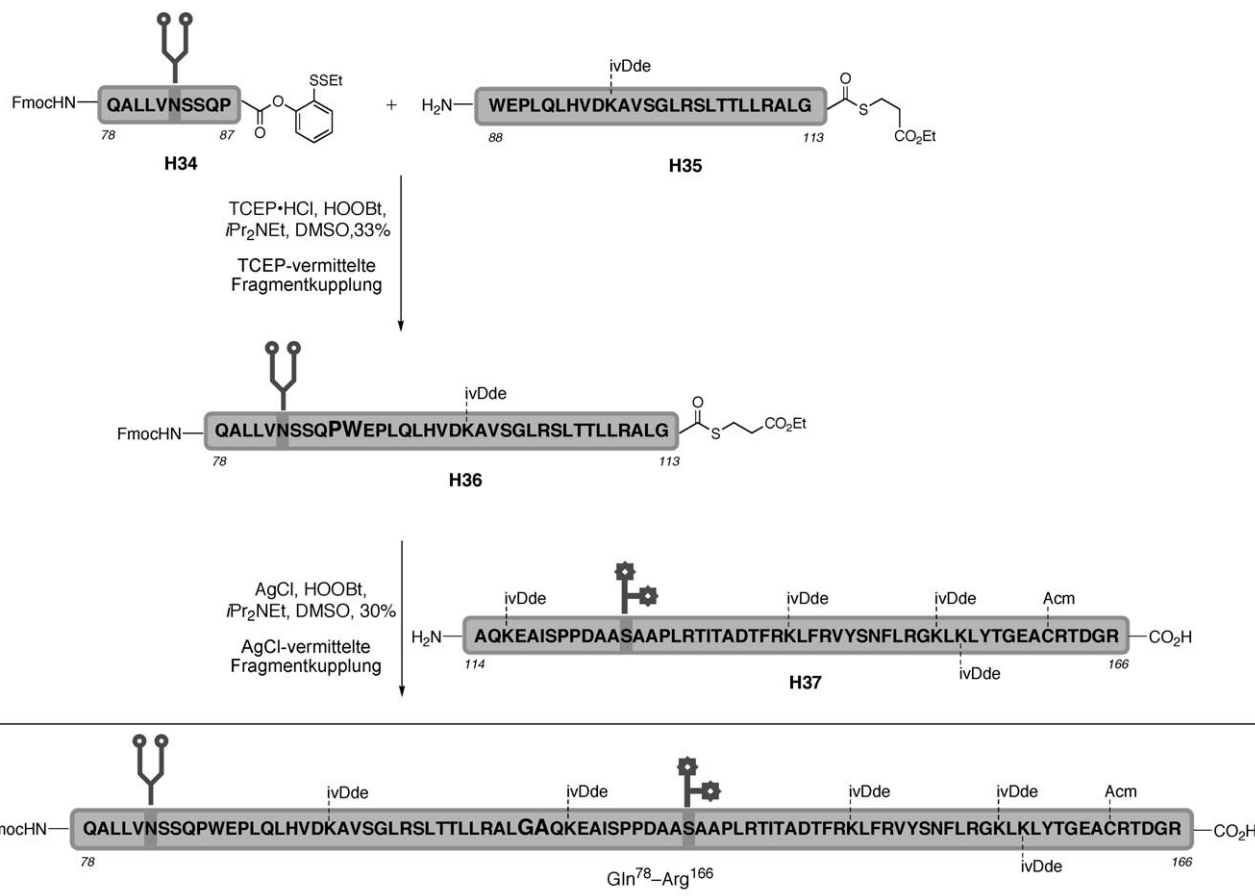 ivDde
SSEt
FmocHN
QALLVNSSQP
O
O
+
H2N
WEPLQLHVDKAVSGLRSLTTLLRALG
O
S
CO2Et
78
87
88
113
H34
H35
TCEP•HCl, HOOBt,
iPr2NEt, DMSO,33%
TCEP-vermittelte
Fragmentkupplung
ivDde
FmocHN
QALLVNSSQPWEPLQLHVDKAVSGLRSLTTLLRALG
O
S
CO2Et
78
113
H36
AgCl, HOOBt,
iPr2NEt, DMSO, 30%
AgCl-vermittelte
Fragmentkupplung
ivDde
ivDde
ivDde
Acm
H2N
AQKEAISPPDAASAAPLRTITADTFRKLFRVYSNFLRGKLKLYTGEACRTDGR
CO2H
114
166
ivDde
H37
ivDde
ivDde
ivDde
ivDde
Acm
mocHN
QALLVNSSQPWEPLQLHVDKAVSGLRSLTTLLRALGAQKEAISPPDAASAAPLRTITADTFRKLFRVYSNFLRGKLKLYTGEACRTDGR
CO2H
78
166
ivDde
Gln78–Arg166